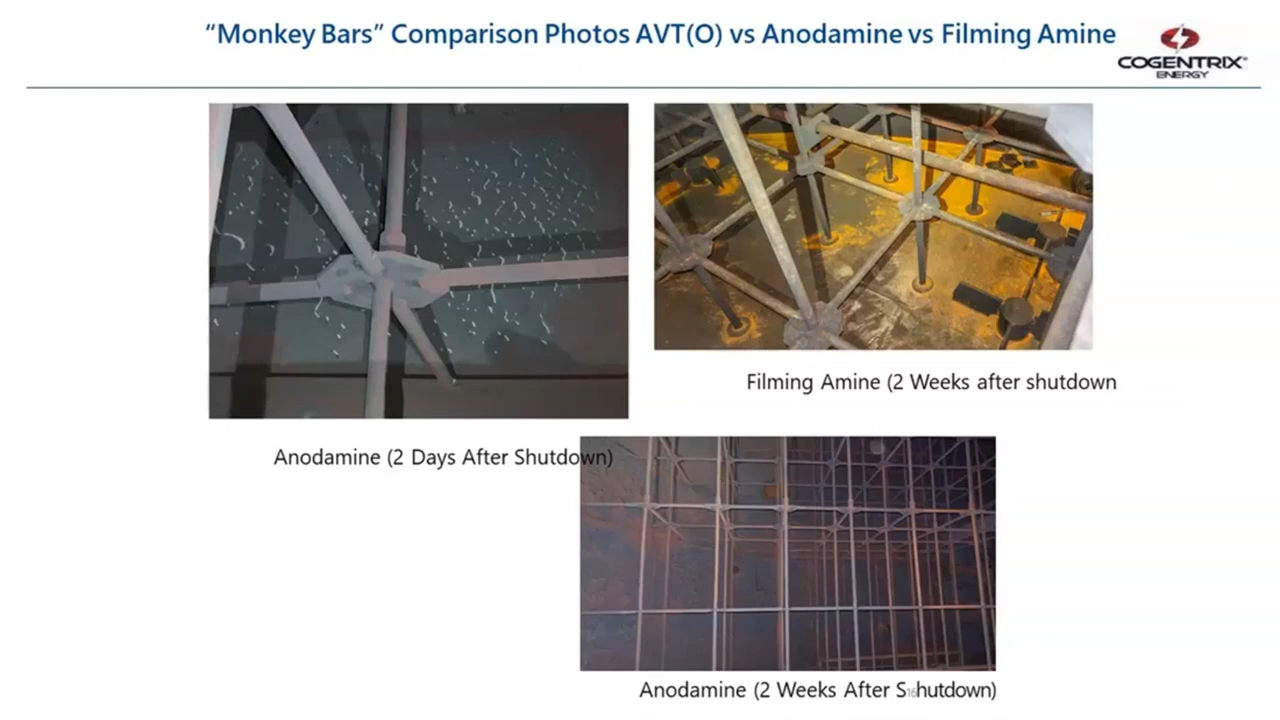 “Monkey Bars” Comparison Photos AVT(O) vs Anodamine vs Filming Amine
COGENTRIX®
ENERGY
Filming Amine (2 Weeks after shutdown
Anodamine (2 Days After Shutdown)
Anodamine (2 Weeks After Shutdown)
16